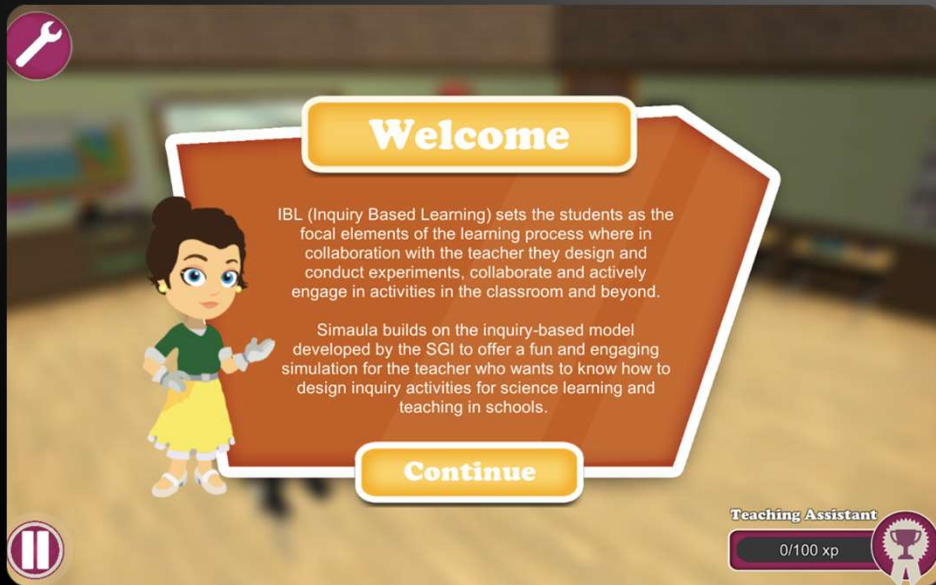 Welcome
IBL (Inquiry Based Learning) sets the students as the
focal elements of the learning process where in
collaboration with the teacher they design and
conduct experiments, collaborate and actively
engage in activities in the classroom and beyond.
Simaula builds on the inquiry-based model
developed by the SGI to offer a fun and engaging
simulation for the teacher who wants to know how to
design inquiry activities for science learning and
teaching in schools.
Continue
Teaching Assistant
0/100 xp